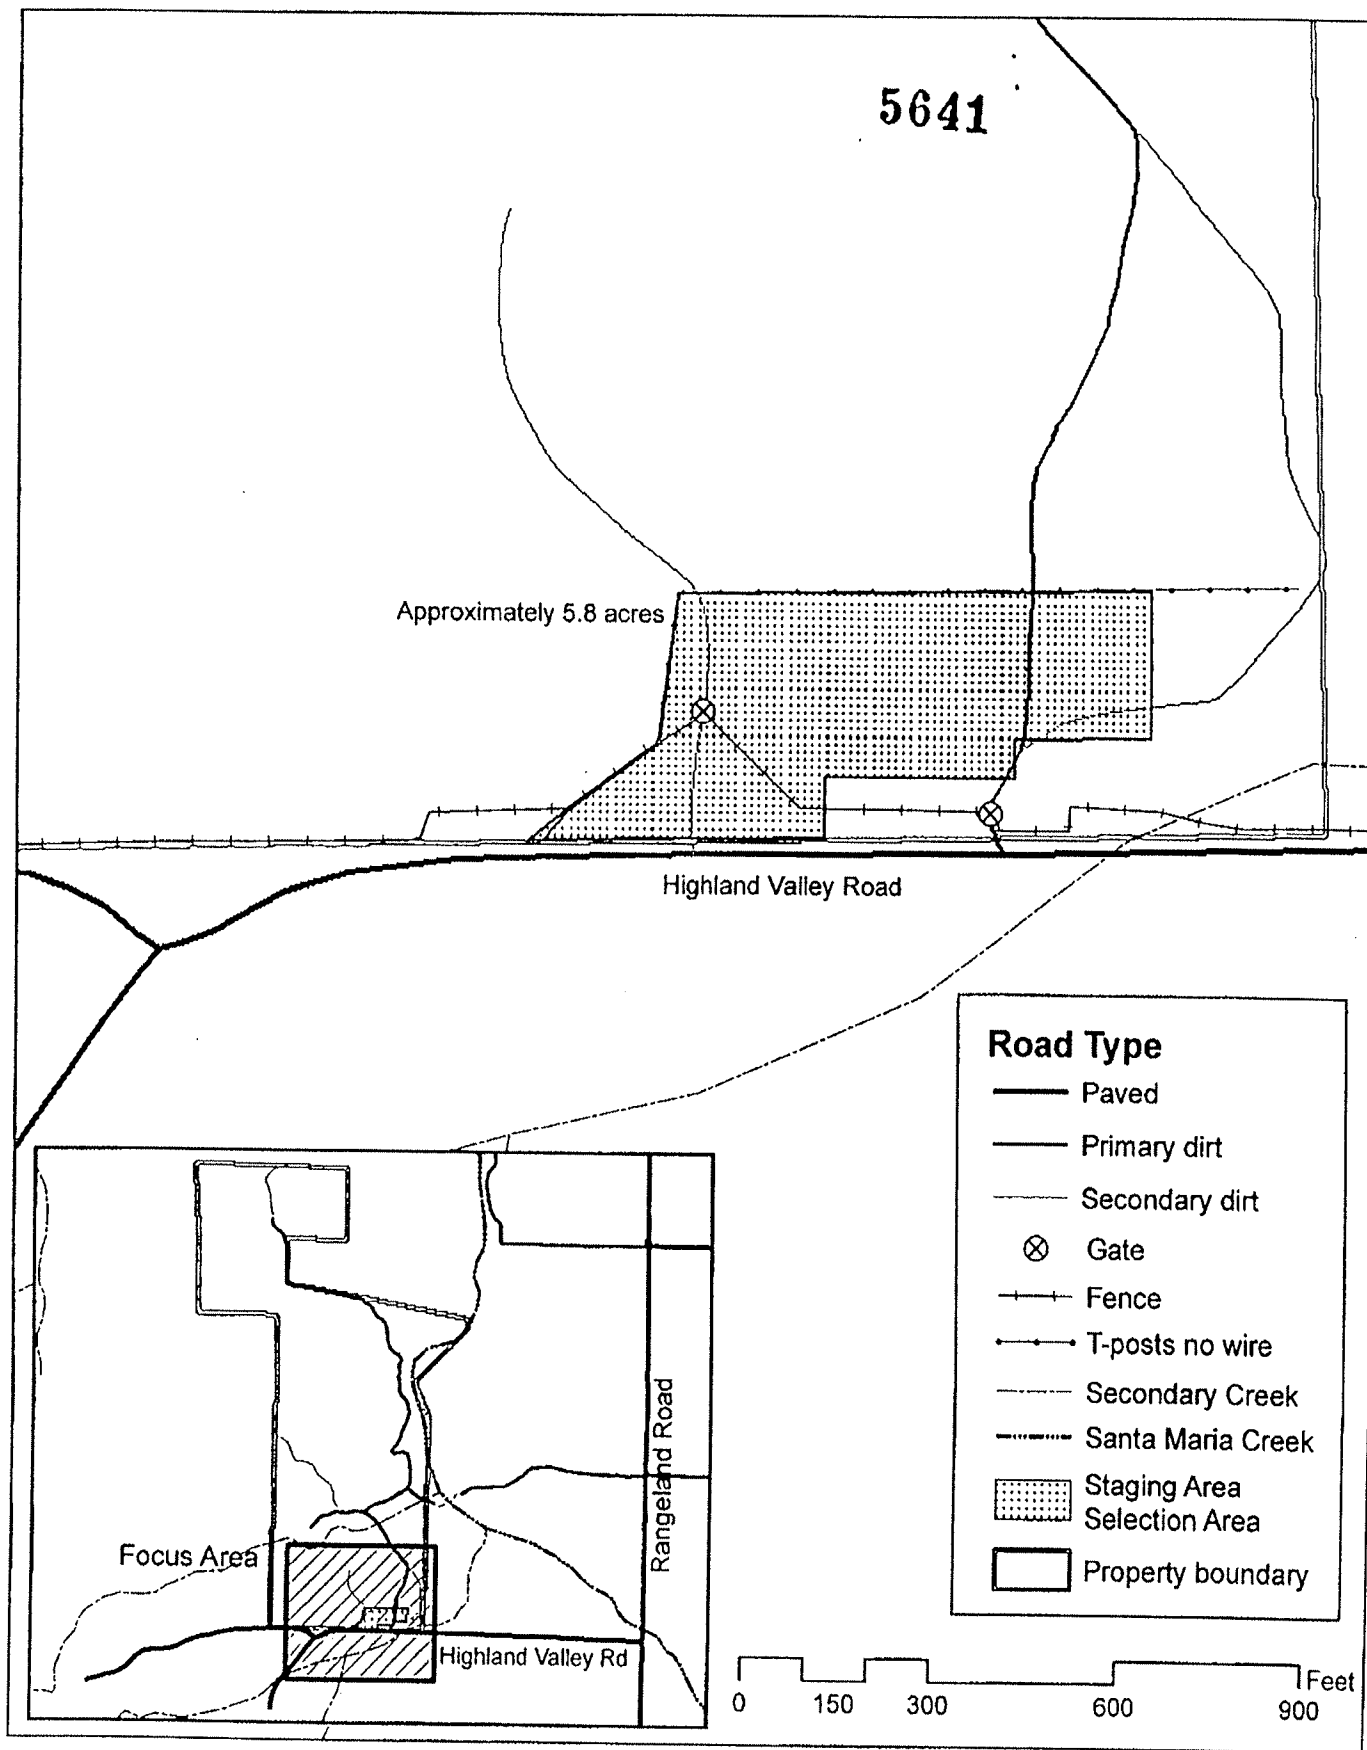 5641
Approximately 5.8 acres
Highland Valley Road
Road Type
Paved
Primary dirt
Secondary dirt
Gate
Fence
T-posts no wire
Secondary Creek
Santa Maria Creek
Staging Area
Selection Area
Property boundary
Rangeland Road
Focus Area
Highland Valley Rd
Feet
0 150 300 600 900